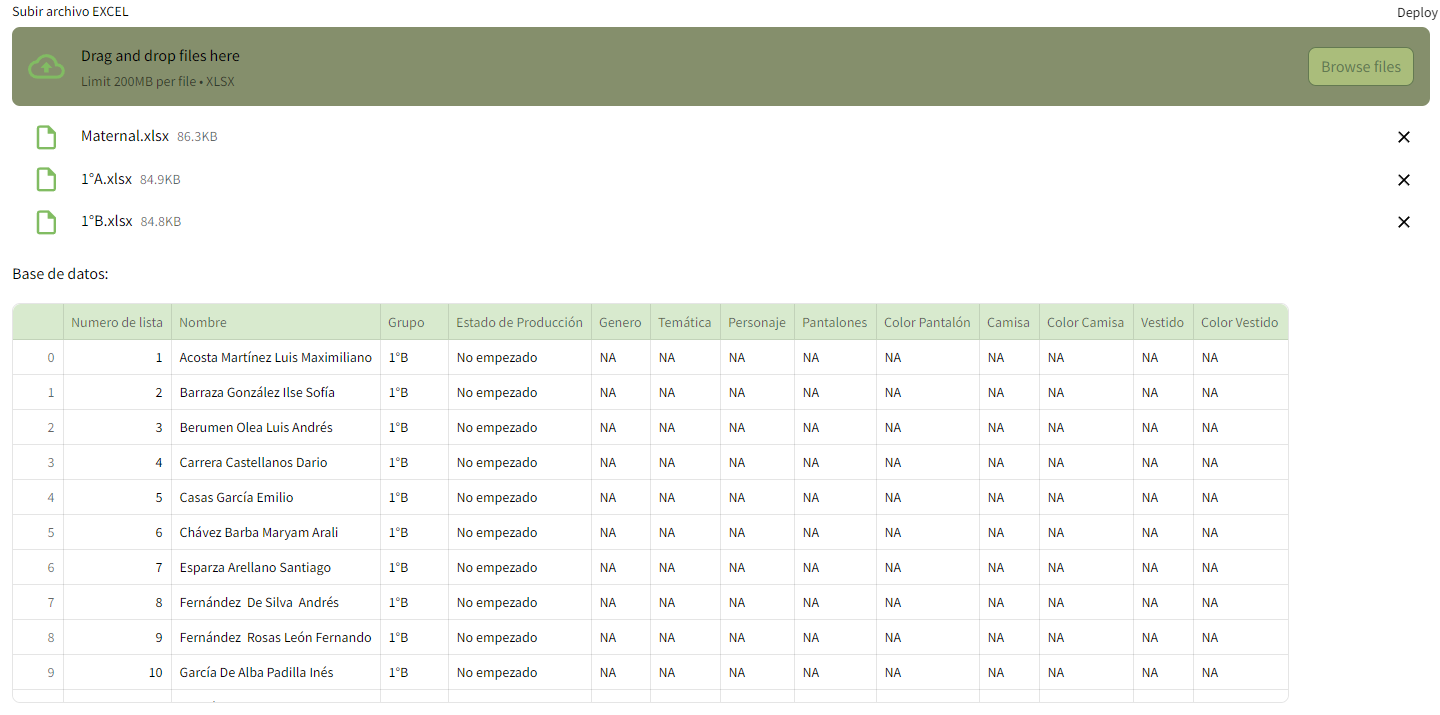 Subir archivo EXCEL
Deploy
Drag and drop files here
Limit 200MB per file • XLSX
Browse files
Maternal.xlsx 86.3KB
1°A.xlsx 84.9KB
1°B.xlsx 84.8KB
Base de datos:
Numero de lista Nombre Grupo Estado de Producción Genero Temática Personaje Pantalones Color Pantalón Camisa Color Camisa Vestido Color Vestido
0 1 Acosta Martínez Luis Maximiliano 1°B No empezado NA NA NA NA NA NA NA NA NA
1 2 Barraza González Ilse Sofía 1°B No empezado NA NA NA NA NA NA NA NA NA
2 3 Berumen Olea Luis Andrés 1°B No empezado NA NA NA NA NA NA NA NA NA
3 4 Carrera Castellanos Dario 1°B No empezado NA NA NA NA NA NA NA NA NA
4 5 Casas García Emilio 1°B No empezado NA NA NA NA NA NA NA NA NA
5 6 Chávez Barba Maryam Arali 1°B No empezado NA NA NA NA NA NA NA NA NA
6 7 Esparza Arellano Santiago 1°B No empezado NA NA NA NA NA NA NA NA NA
7 8 Fernández  De Silva  Andrés 1°B No empezado NA NA NA NA NA NA NA NA NA
8 9 Fernández  Rosas León Fernando 1°B No empezado NA NA NA NA NA NA NA NA NA
9 10 García De Alba Padilla Inés 1°B No empezado NA NA NA NA NA NA NA NA NA